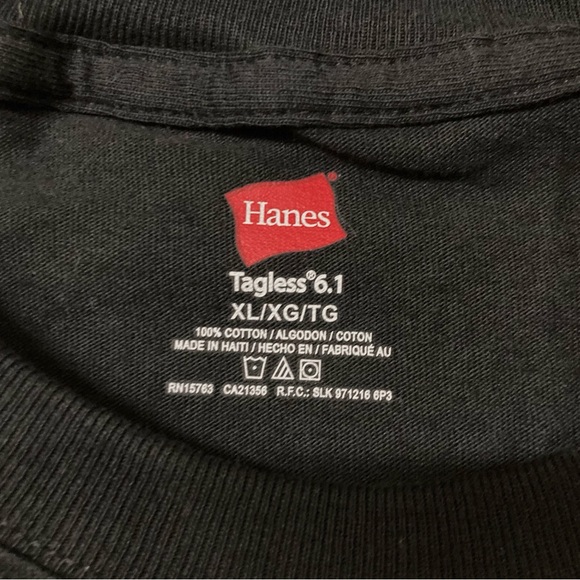 Hanes®
Tagless®6.1
XL/XG/TG
100% COTTON / ALGODON / COTON
MADE IN HAITI / HECHO EN / FABRIQUÉ AU
RN15763 CA21356 R.F.C.: SLK 971216 6P3